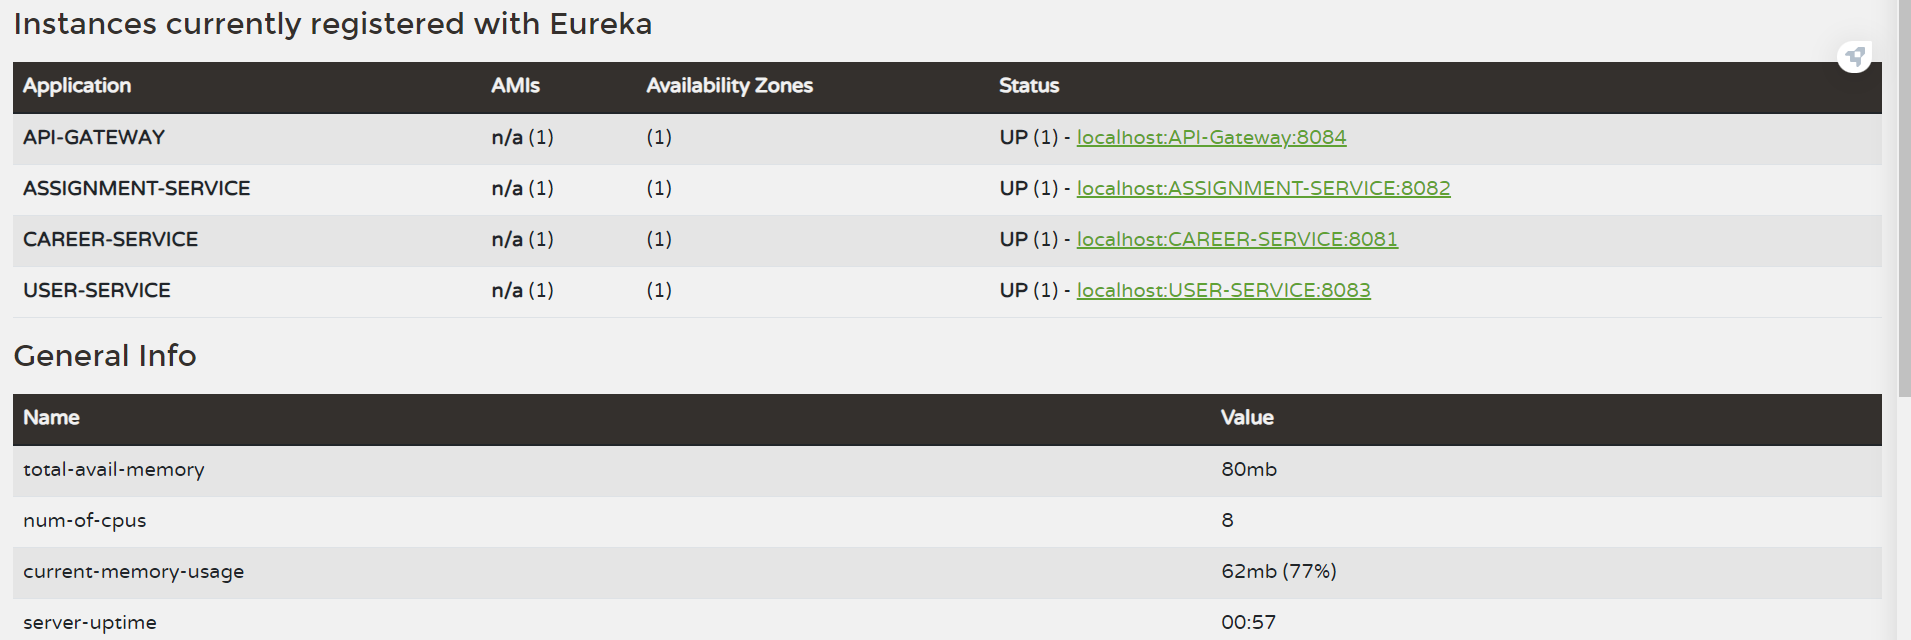 Instances currently registered with Eureka
Application AMIs Availability Zones Status
API-GATEWAY n/a (1) (1) UP (1) - localhost:API-Gateway:8084
ASSIGNMENT-SERVICE n/a (1) (1) UP (1) - localhost:ASSIGNMENT-SERVICE:8082
CAREER-SERVICE n/a (1) (1) UP (1) - localhost:CAREER-SERVICE:8081
USER-SERVICE n/a (1) (1) UP (1) - localhost:USER-SERVICE:8083
General Info
Name Value
total-avail-memory 80mb
num-of-cpus 8
current-memory-usage 62mb (77%)
server-uptime 00:57